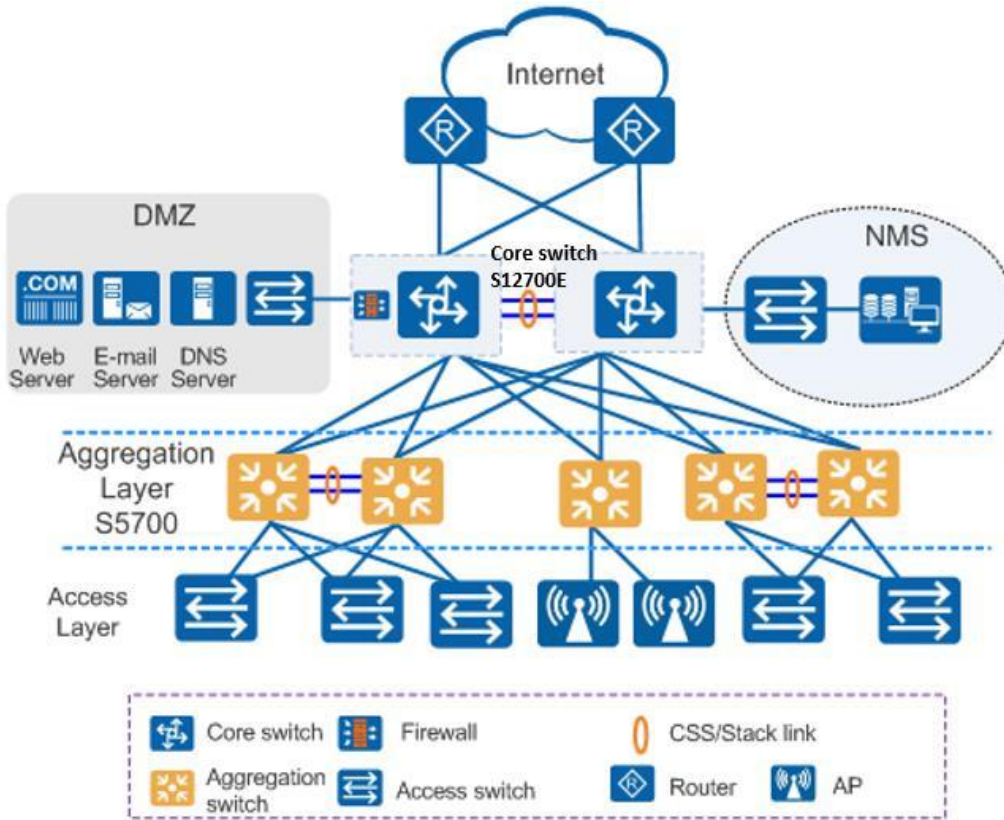 Internet
R
R
DMZ
.COM
Web
Server
E-mail
Server
DNS
Server
Core switch
S12700E
NMS
Aggregation
Layer
S5700
Access
Layer
Core switch
Firewall
CSS/Stack link
Aggregation
switch
Access switch
R
Router
AP